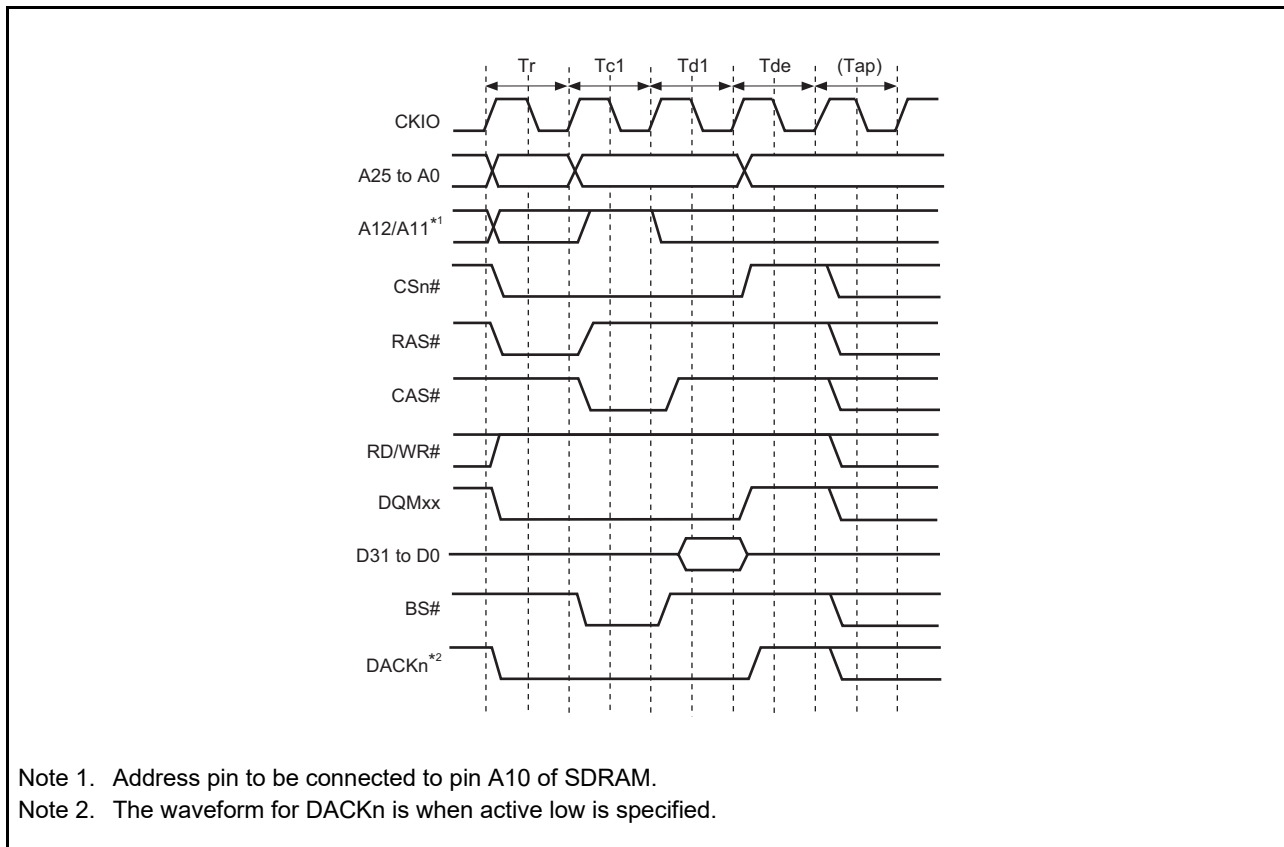 Tr Tc1 Td1 Tde (Tap)
CKIO
A25 to A0
A12/A11*1
CSn#
RAS#
CAS#
RD/WR#
DQMxx
D31 to D0
BS#
DACKn*2
Note 1. Address pin to be connected to pin A10 of SDRAM.
Note 2. The waveform for DACKn is when active low is specified.